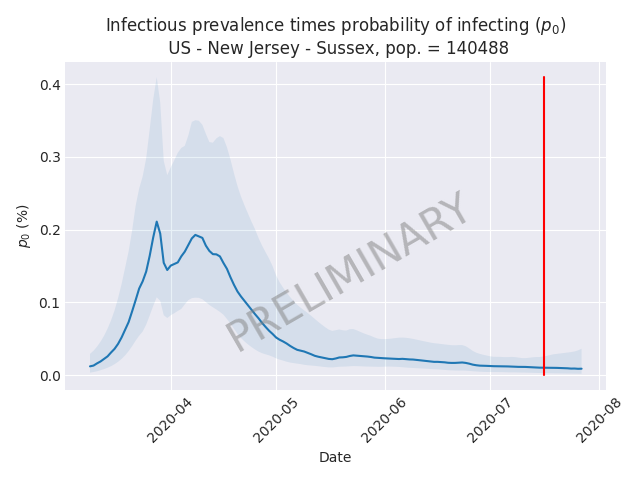 Infectious prevalence times probability of infecting (p₀)
US - New Jersey - Sussex, pop. = 140488
0.4
0.3
0.2
0.1
0.0
p₀ (%)
PRELIMINARY
2020-04
2020-05
2020-06
2020-07
2020-08
Date